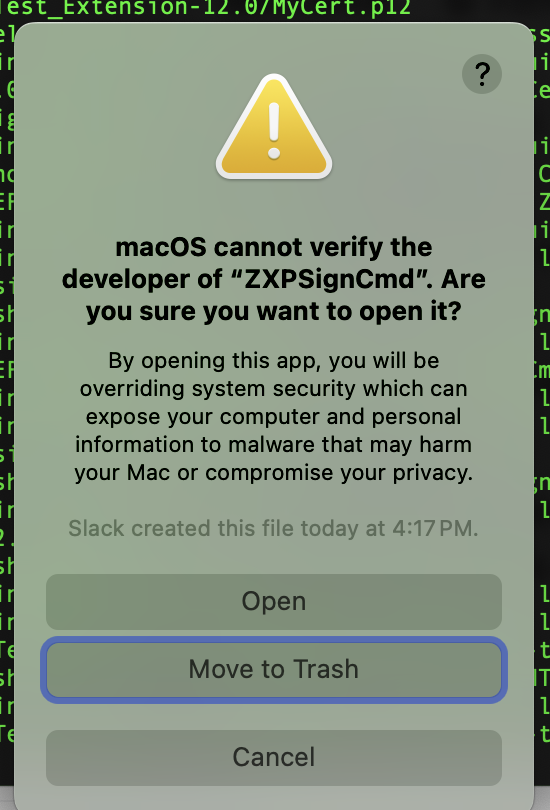 Test_Extension-12.0/MyCert.p12
?
macOS cannot verify the
developer of “ZXPSignCmd”. Are
you sure you want to open it?
By opening this app, you will be
overriding system security which can
expose your computer and personal
information to malware that may harm
your Mac or compromise your privacy.
Slack created this file today at 4:17 PM.
Open
Move to Trash
Cancel